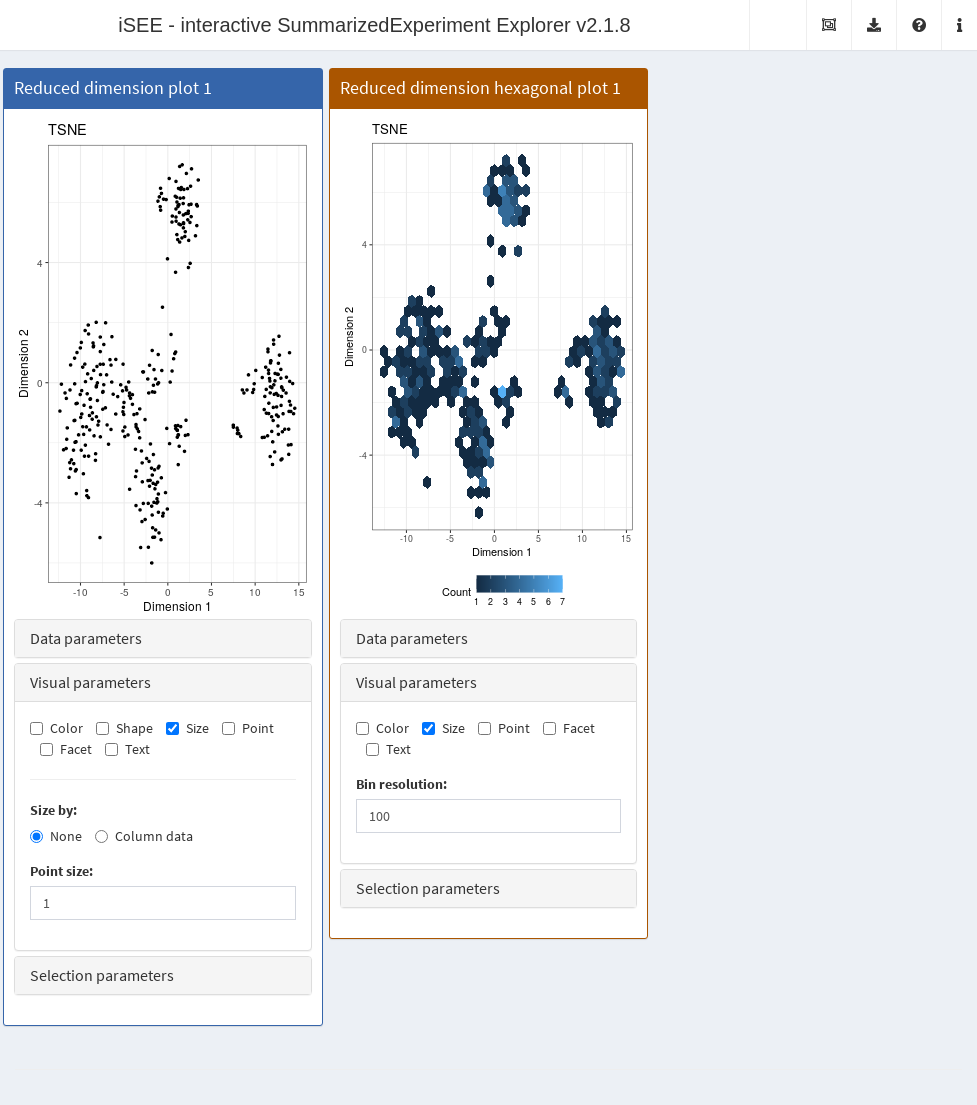 iSEE - interactive SummarizedExperiment Explorer v2.1.8
Reduced dimension plot 1
TSNE
Dimension 2
4
0
-4
-10 -5 0 5 10 15
Dimension 1
Data parameters
Visual parameters
Color Shape Size Point
Facet Text
Size by:
None Column data
Point size:
1
Selection parameters
Reduced dimension hexagonal plot 1
TSNE
Dimension 2
4
0
-4
-10 -5 0 5 10 15
Dimension 1
Count
1 2 3 4 5 6 7
Data parameters
Visual parameters
Color Size Point Facet
Text
Bin resolution:
100
Selection parameters